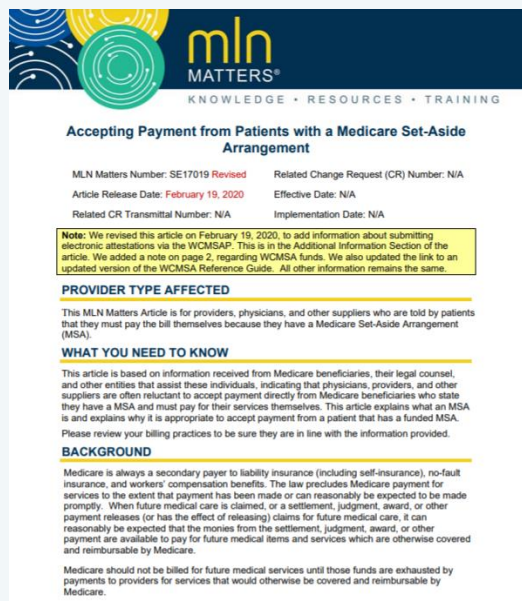 mln
MATTERS®
KNOWLEDGE • RESOURCES • TRAINING
Accepting Payment from Patients with a Medicare Set-Aside
Arrangement
MLN Matters Number: SE17019 Revised
Related Change Request (CR) Number: N/A
Article Release Date: February 19, 2020
Effective Date: N/A
Related CR Transmittal Number: N/A
Implementation Date: N/A
Note: We revised this article on February 19, 2020, to add information about submitting
electronic attestations via the WCMSAP. This is in the Additional Information Section of the
article. We added a note on page 2, regarding WCMSA funds. We also updated the link to an
updated version of the WCMSA Reference Guide. All other information remains the same.
PROVIDER TYPE AFFECTED
This MLN Matters Article is for providers, physicians, and other suppliers who are told by patients
that they must pay the bill themselves because they have a Medicare Set-Aside Arrangement
(MSA).
WHAT YOU NEED TO KNOW
This article is based on information received from Medicare beneficiaries, their legal counsel,
and other entities that assist these individuals, indicating that physicians, providers, and other
suppliers are often reluctant to accept payment directly from Medicare beneficiaries who state
they have a MSA and must pay for their services themselves. This article explains what an MSA
is and explains why it is appropriate to accept payment from a patient that has a funded MSA.
Please review your billing practices to be sure they are in line with the information provided.
BACKGROUND
Medicare is always a secondary payer to liability insurance (including self-insurance), no-fault
insurance, and workers' compensation benefits. The law precludes Medicare payment for
services to the extent that payment has been made or can reasonably be expected to be made
promptly. When future medical care is claimed, or a settlement, judgment, award, or other
payment releases (or has the effect of releasing) claims for future medical care, it can
reasonably be expected that the monies from the settlement, judgment, award, or other
payment are available to pay for future medical items and services which are otherwise covered
and reimbursable by Medicare.
Medicare should not be billed for future medical services until those funds are exhausted by
payments to providers for services that would otherwise be covered and reimbursable by
Medicare.